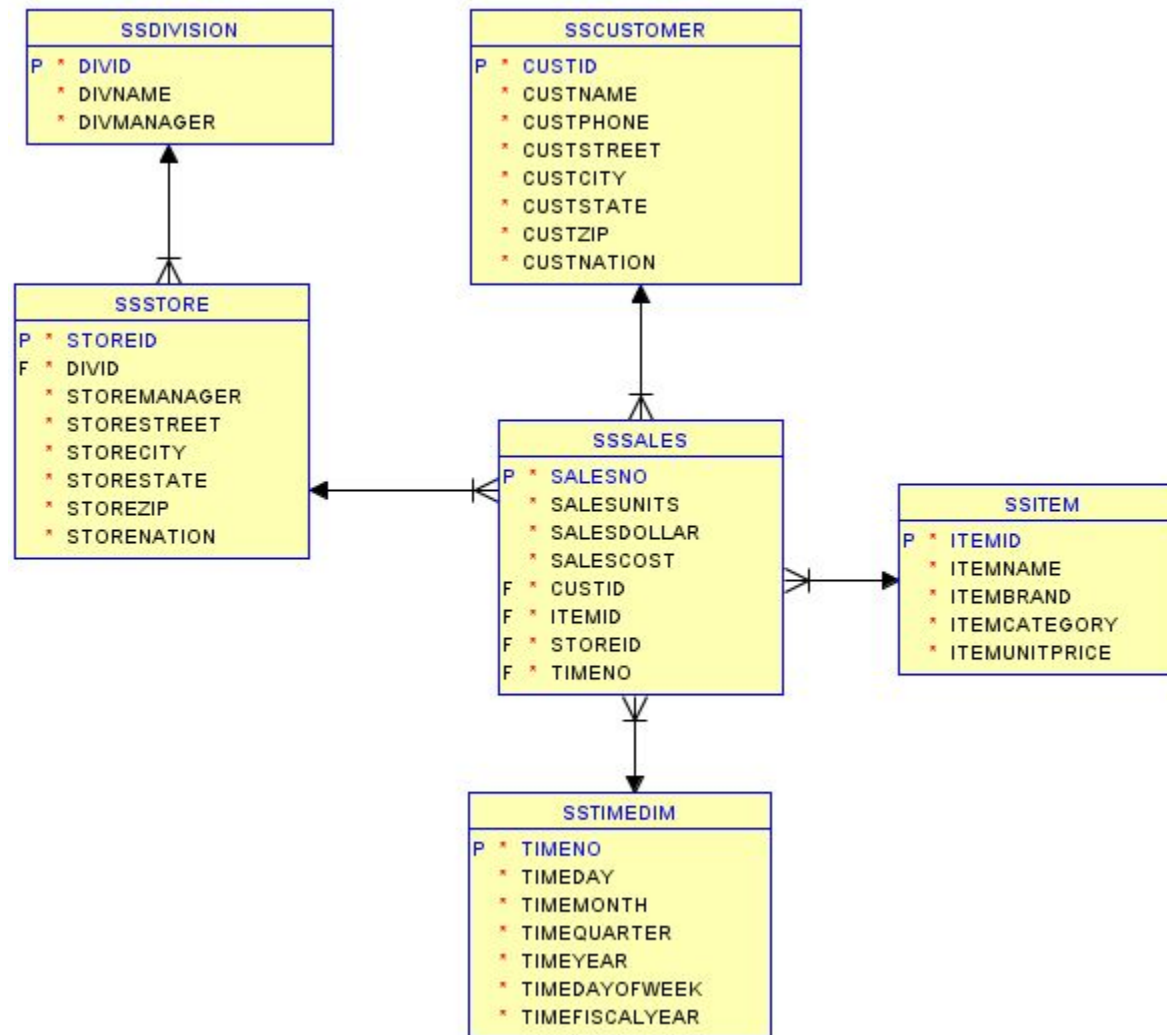 SSDIVISION
P * DIVID
* DIVNAME
* DIVMANAGER
SSCUSTOMER
P * CUSTID
* CUSTNAME
* CUSTPHONE
* CUSTSTREET
* CUSTCITY
* CUSTSTATE
* CUSTZIP
* CUSTNATION
SSSTORE
P * STOREID
F * DIVID
* STOREMANAGER
* STORESTREET
* STORECITY
* STORESTATE
* STOREZIP
* STORENATION
SSSALES
P * SALESNO
* SALESUNITS
* SALESDOLLAR
* SALESCOST
F * CUSTID
F * ITEMID
F * STOREID
F * TIMENO
SSITEM
P * ITEMID
* ITEMNAME
* ITEMBRAND
* ITEMCATEGORY
* ITEMUNITPRICE
SSTIMEDIM
P * TIMENO
* TIMEDAY
* TIMEMONTH
* TIMEQUARTER
* TIMEYEAR
* TIMEDAYOFWEEK
* TIMEFISCALYEAR